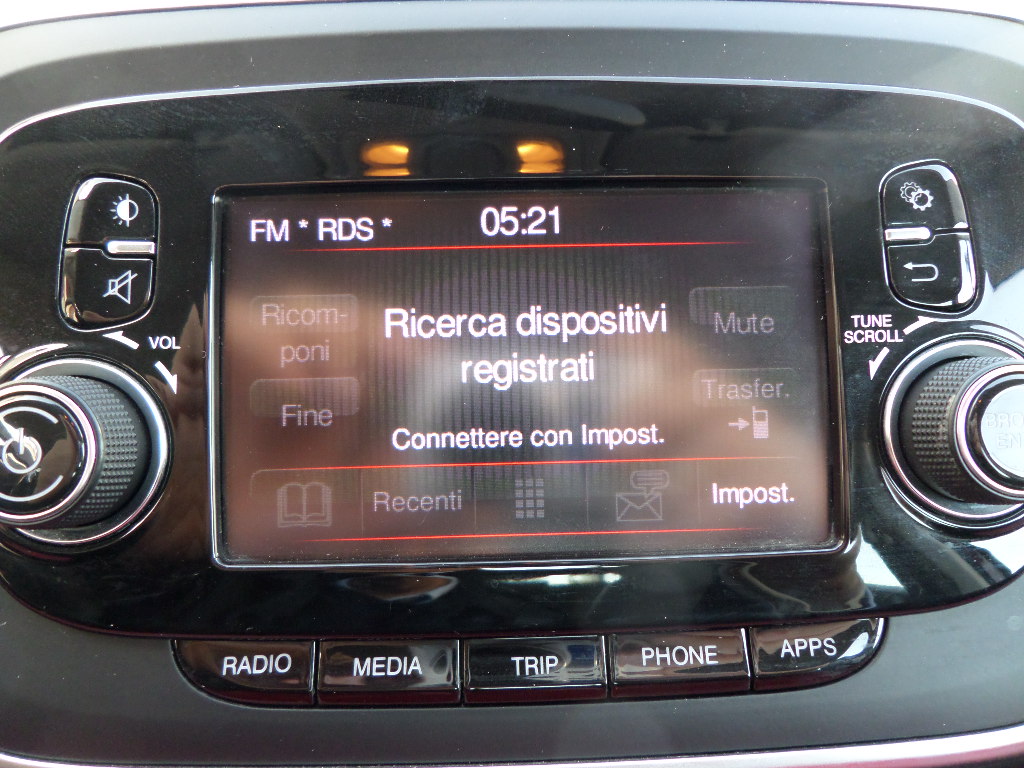 FM * RDS * 05:21
Ricom-
poni
Fine
Ricerca dispositivi
registrati
Connettere con Impost.
Mute
Trasfer.
Recenti
Impost.
VOL
TUNE
SCROLL
RADIO
MEDIA
TRIP
PHONE
APPS